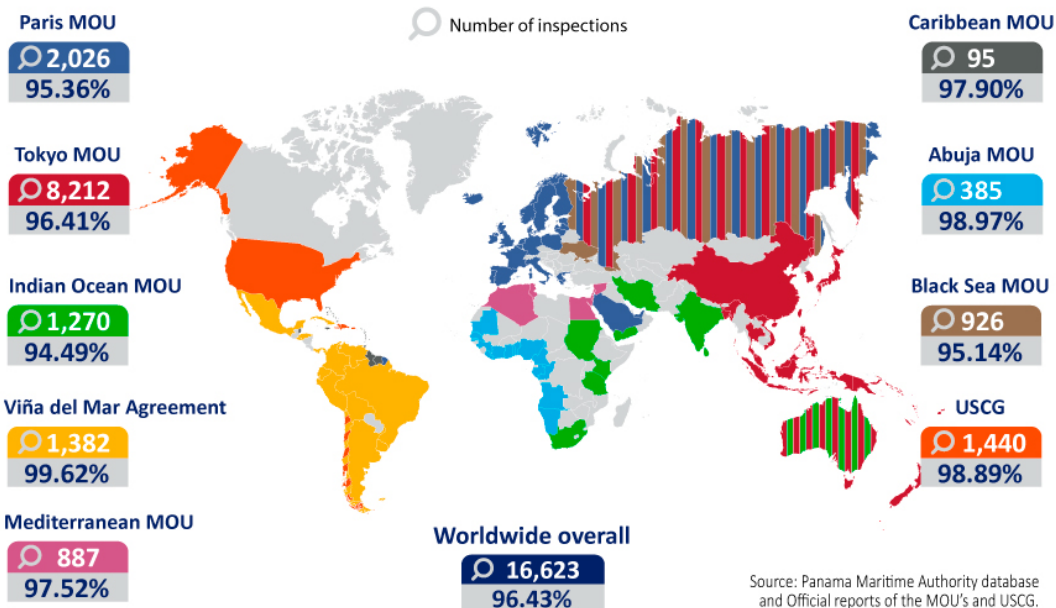 Number of inspections
Paris MOU
2,026
95.36%
Tokyo MOU
8,212
96.41%
Indian Ocean MOU
1,270
94.49%
Viña del Mar Agreement
1,382
99.62%
Mediterranean MOU
887
97.52%
Caribbean MOU
95
97.90%
Abuja MOU
385
98.97%
Black Sea MOU
926
95.14%
USCG
1,440
98.89%
Worldwide overall
16,623
96.43%
Source: Panama Maritime Authority database
and Official reports of the MOU's and USCG.